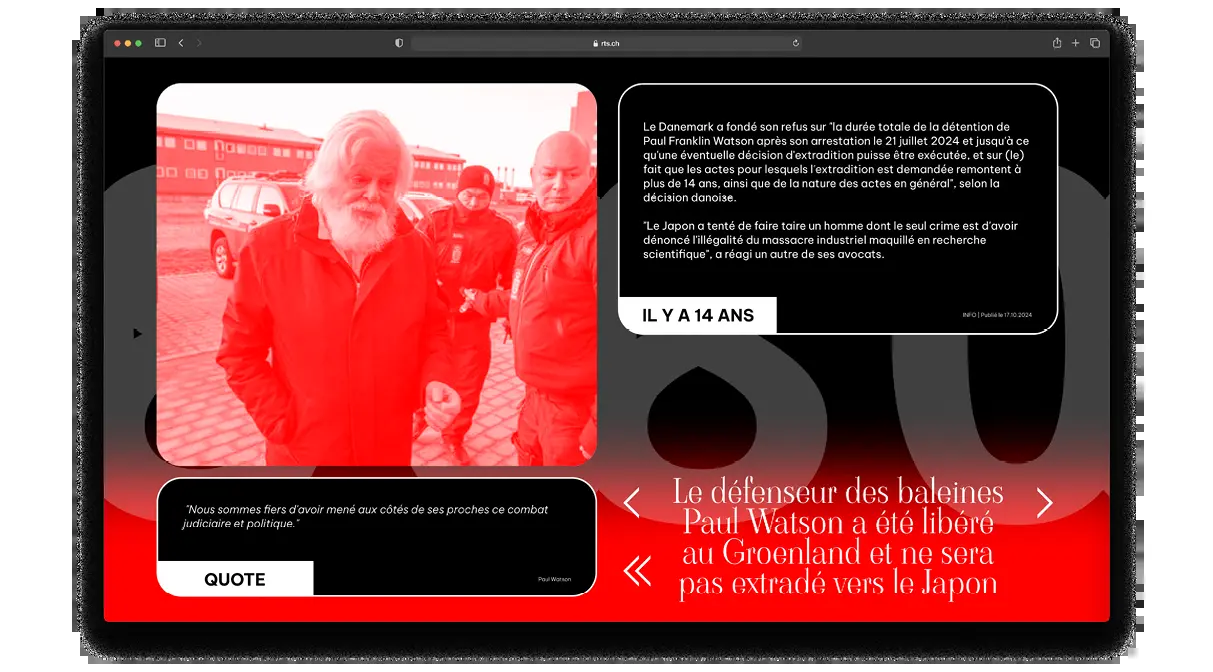 rts.ch
Le Danemark a fondé son refus sur "la durée totale de la détention de
Paul Franklin Watson après son arrestation le 21 juillet 2024 et jusqu'à ce
qu'une éventuelle décision d'extradition puisse être exécutée, et sur (le)
fait que les actes pour lesquels l'extradition est demandée remontent à
plus de 14 ans, ainsi que de la nature des actes en général", selon la
décision danoise.
"Le Japon a tenté de faire taire un homme dont le seul crime est d'avoir
dénoncé l'illégalité du massacre industriel maquillé en recherche
scientifique", a réagi un autre de ses avocats.
IL Y A 14 ANS
INFO | Publié le 17.10.2024
"Nous sommes fiers d'avoir mené aux côtés de ses proches ce combat
judiciaire et politique."
QUOTE
Paul Watson
Le défenseur des baleines
Paul Watson a été libéré
au Groenland et ne sera
pas extradé vers le Japon